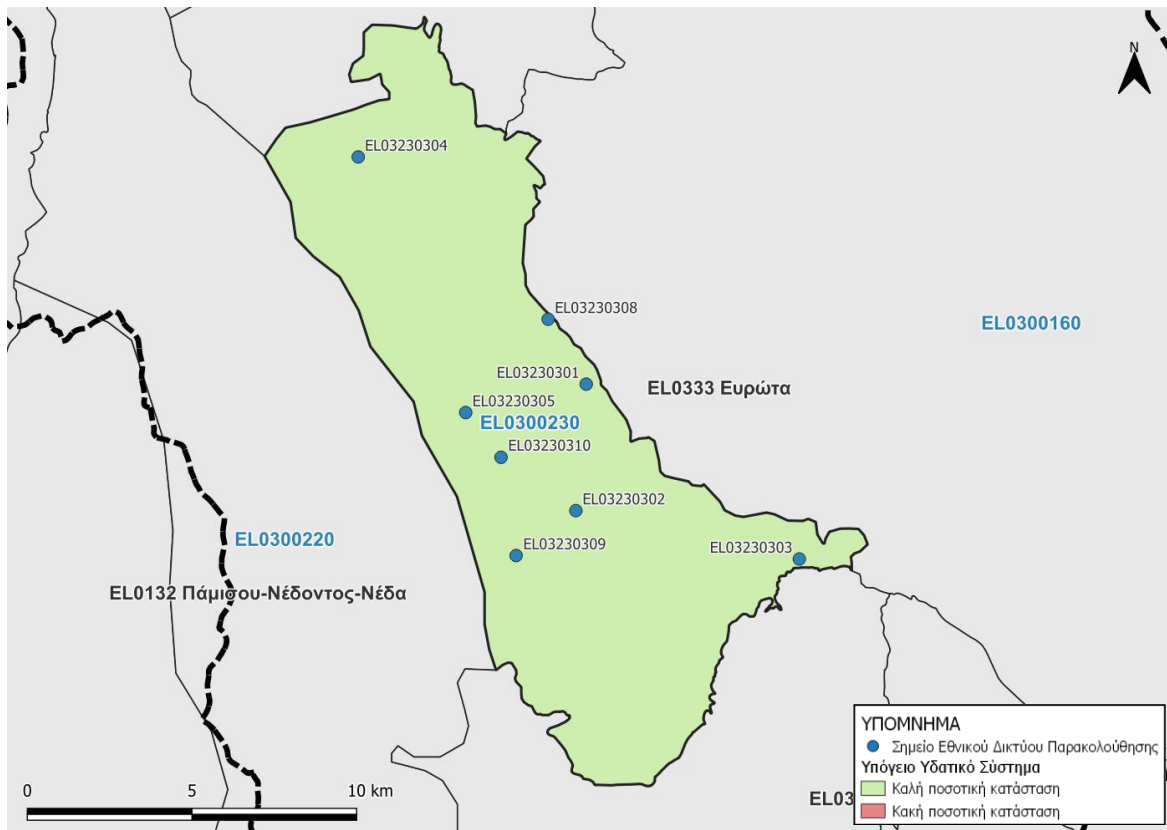 N
EL03230304
EL03230308
EL0300160
EL03230301
EL0333 Ευρώτα
EL03230305
EL0300230
EL03230310
EL03230302
EL0300220
EL03230309
EL03230303
EL0132 Πάμισου-Νέδοντος-Νέδα
ΥΠΟΜΝΗΜΑ
Σημείο Εθνικού Δικτύου Παρακολούθησης
Υπόγειο Υδατικό Σύστημα
Καλή ποσοτική κατάσταση
EL03
Κακή ποσοτική κατάσταση
0 5 10 km